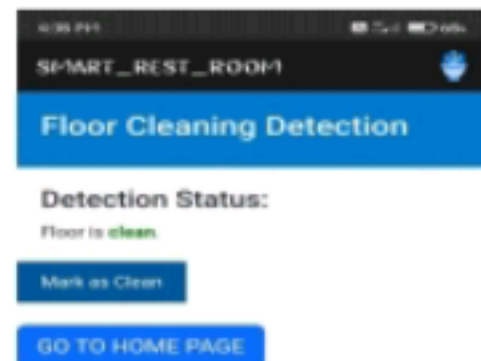 SMART_REST_ROOM
Floor Cleaning Detection
Detection Status:
Floor is clean.
Mark as Clean
GO TO HOME PAGE